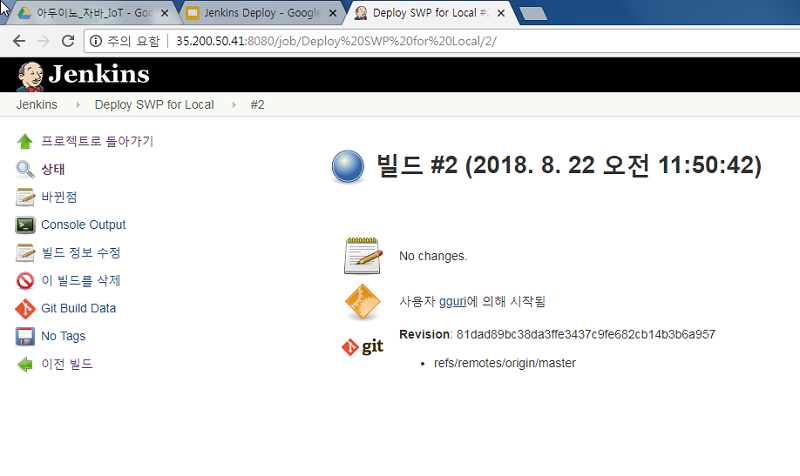 아두이노_자바_IoT - Goo
Jenkins Deploy - Google
Deploy SWP for Local #2
주의 요함 | 35.200.50.41:8080/job/Deploy%20SWP%20for%20Local/2/
Jenkins
Jenkins Deploy SWP for Local #2
프로젝트로 돌아가기
상태
바뀐점
Console Output
빌드 정보 수정
이 빌드를 삭제
Git Build Data
No Tags
이전 빌드
빌드 #2 (2018. 8. 22 오전 11:50:42)
No changes.
사용자 gguri에 의해 시작됨
git
Revision: 81dad89bc38da3ffe3437c9fe682cb14b3b6a957
refs/remotes/origin/master